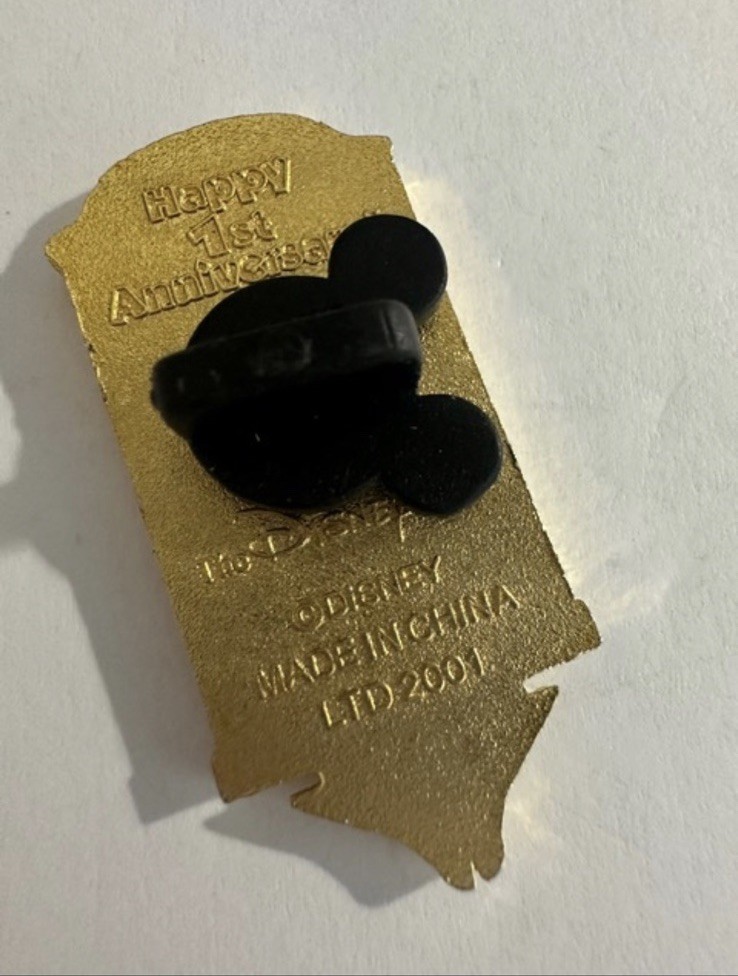 Happy
1st
The DISNEY
©DISNEY
MADE IN CHINA
LTD 2001